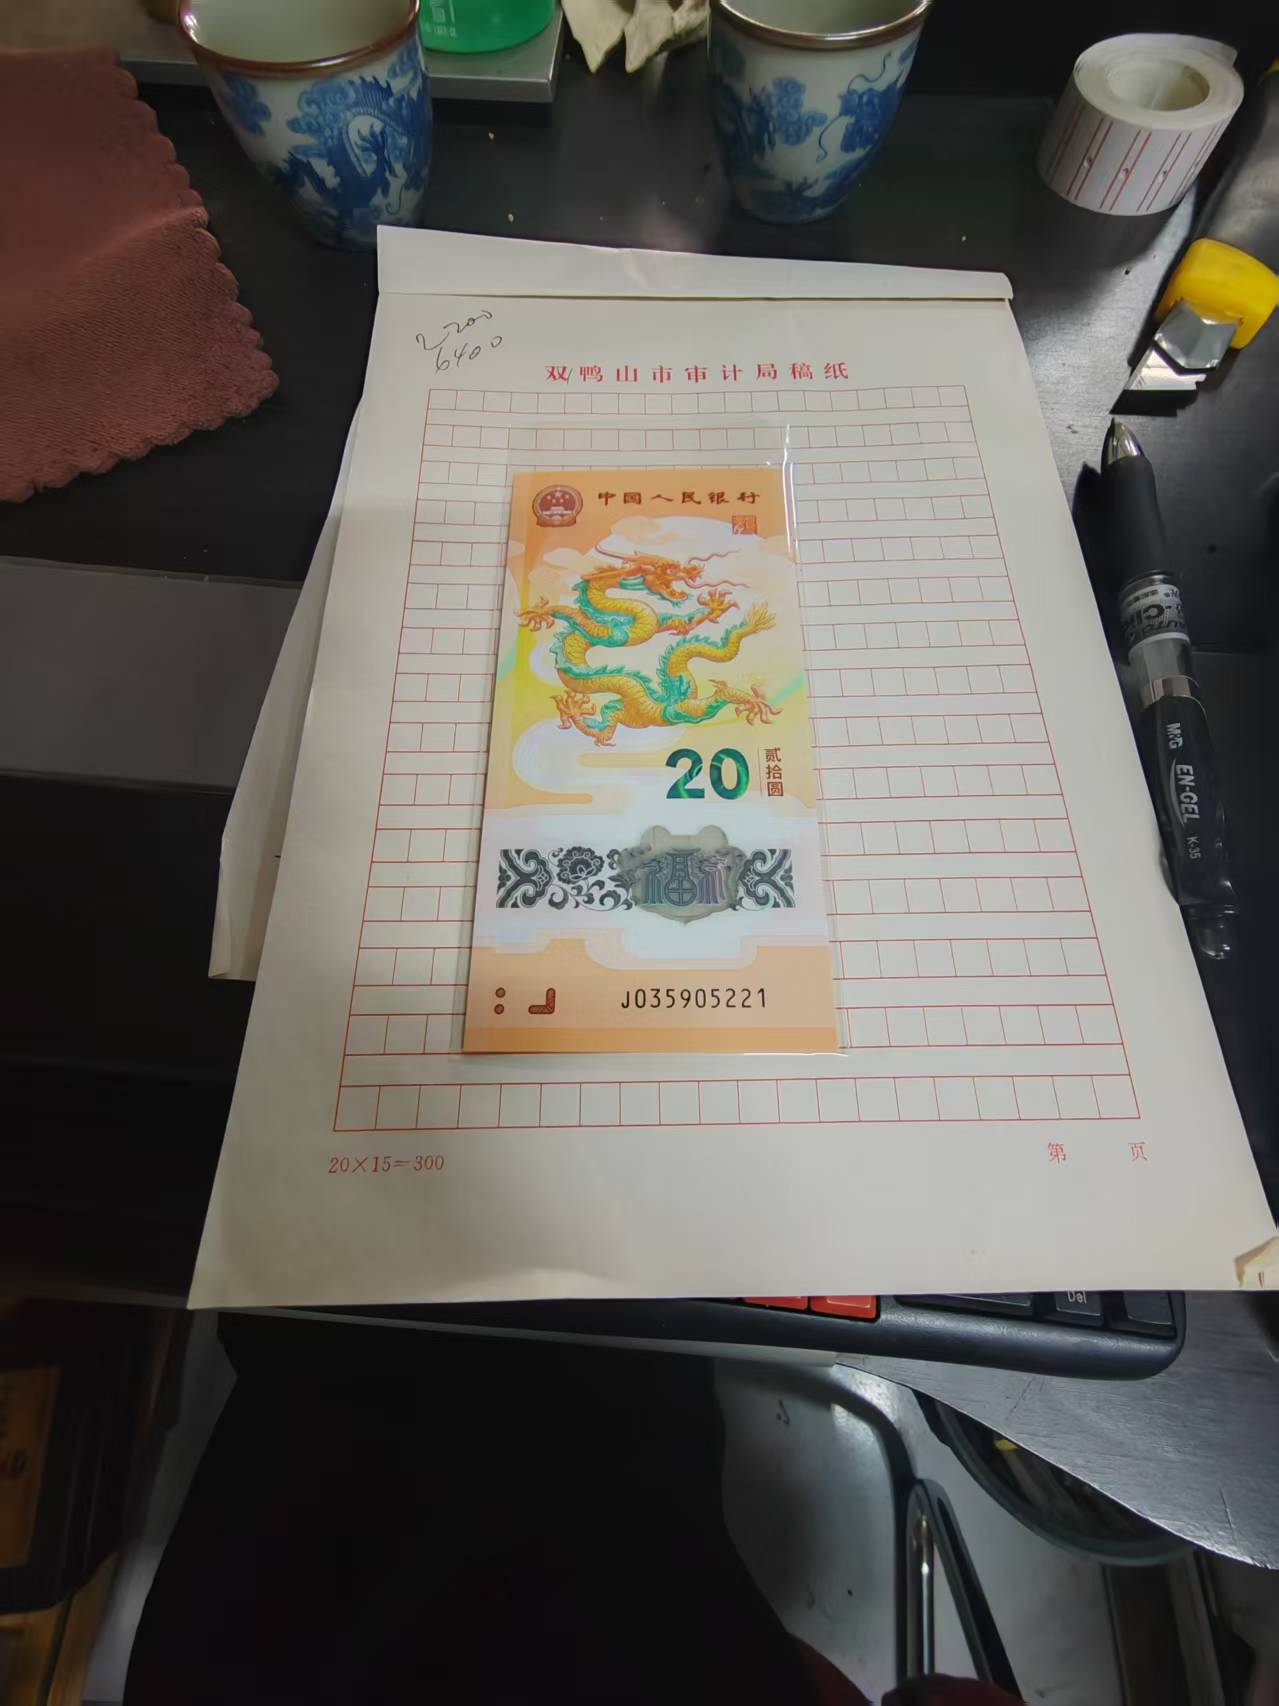 2200
6400
双鸭山市审计局稿纸
中国人民银行
20
贰拾圆
福
J035905221
20×15=300
第 页
M&G
EN-GEL
K-35
Del